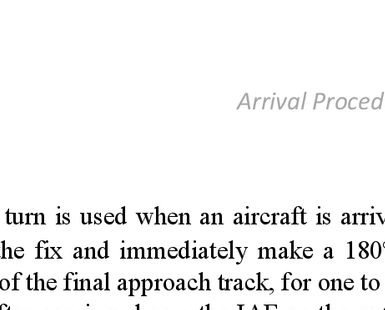 Arrival Proced
turn is used when an aircraft is arriv
he fix and immediately make a 180°
of the final approach track, for one to